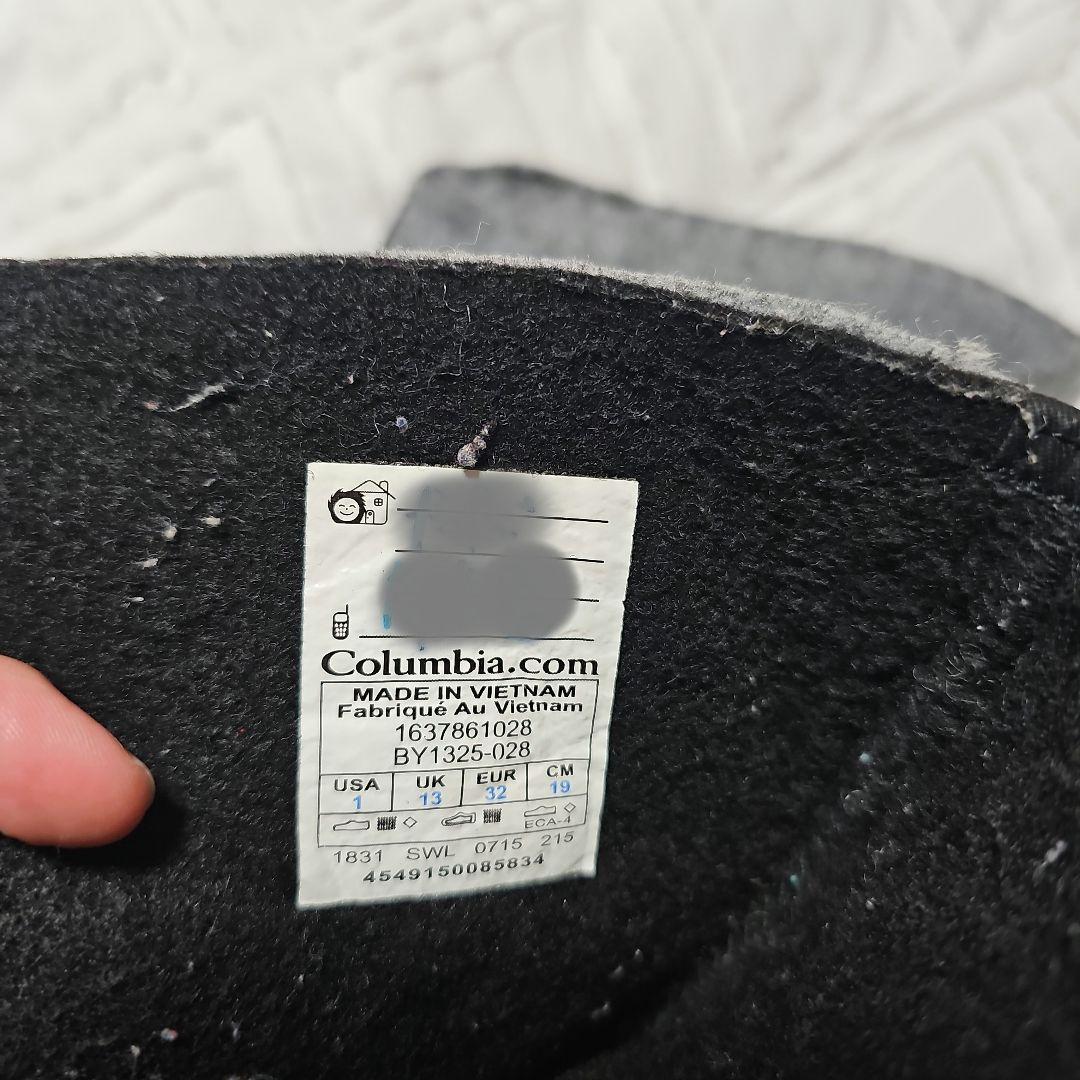 Columbia.com
MADE IN VIETNAM
Fabriqué Au Vietnam
1637861028
BY1325-028
USA UK EUR CM
1 13 32 19
ECA-4
1831 SWL 0715 215
4549150085834